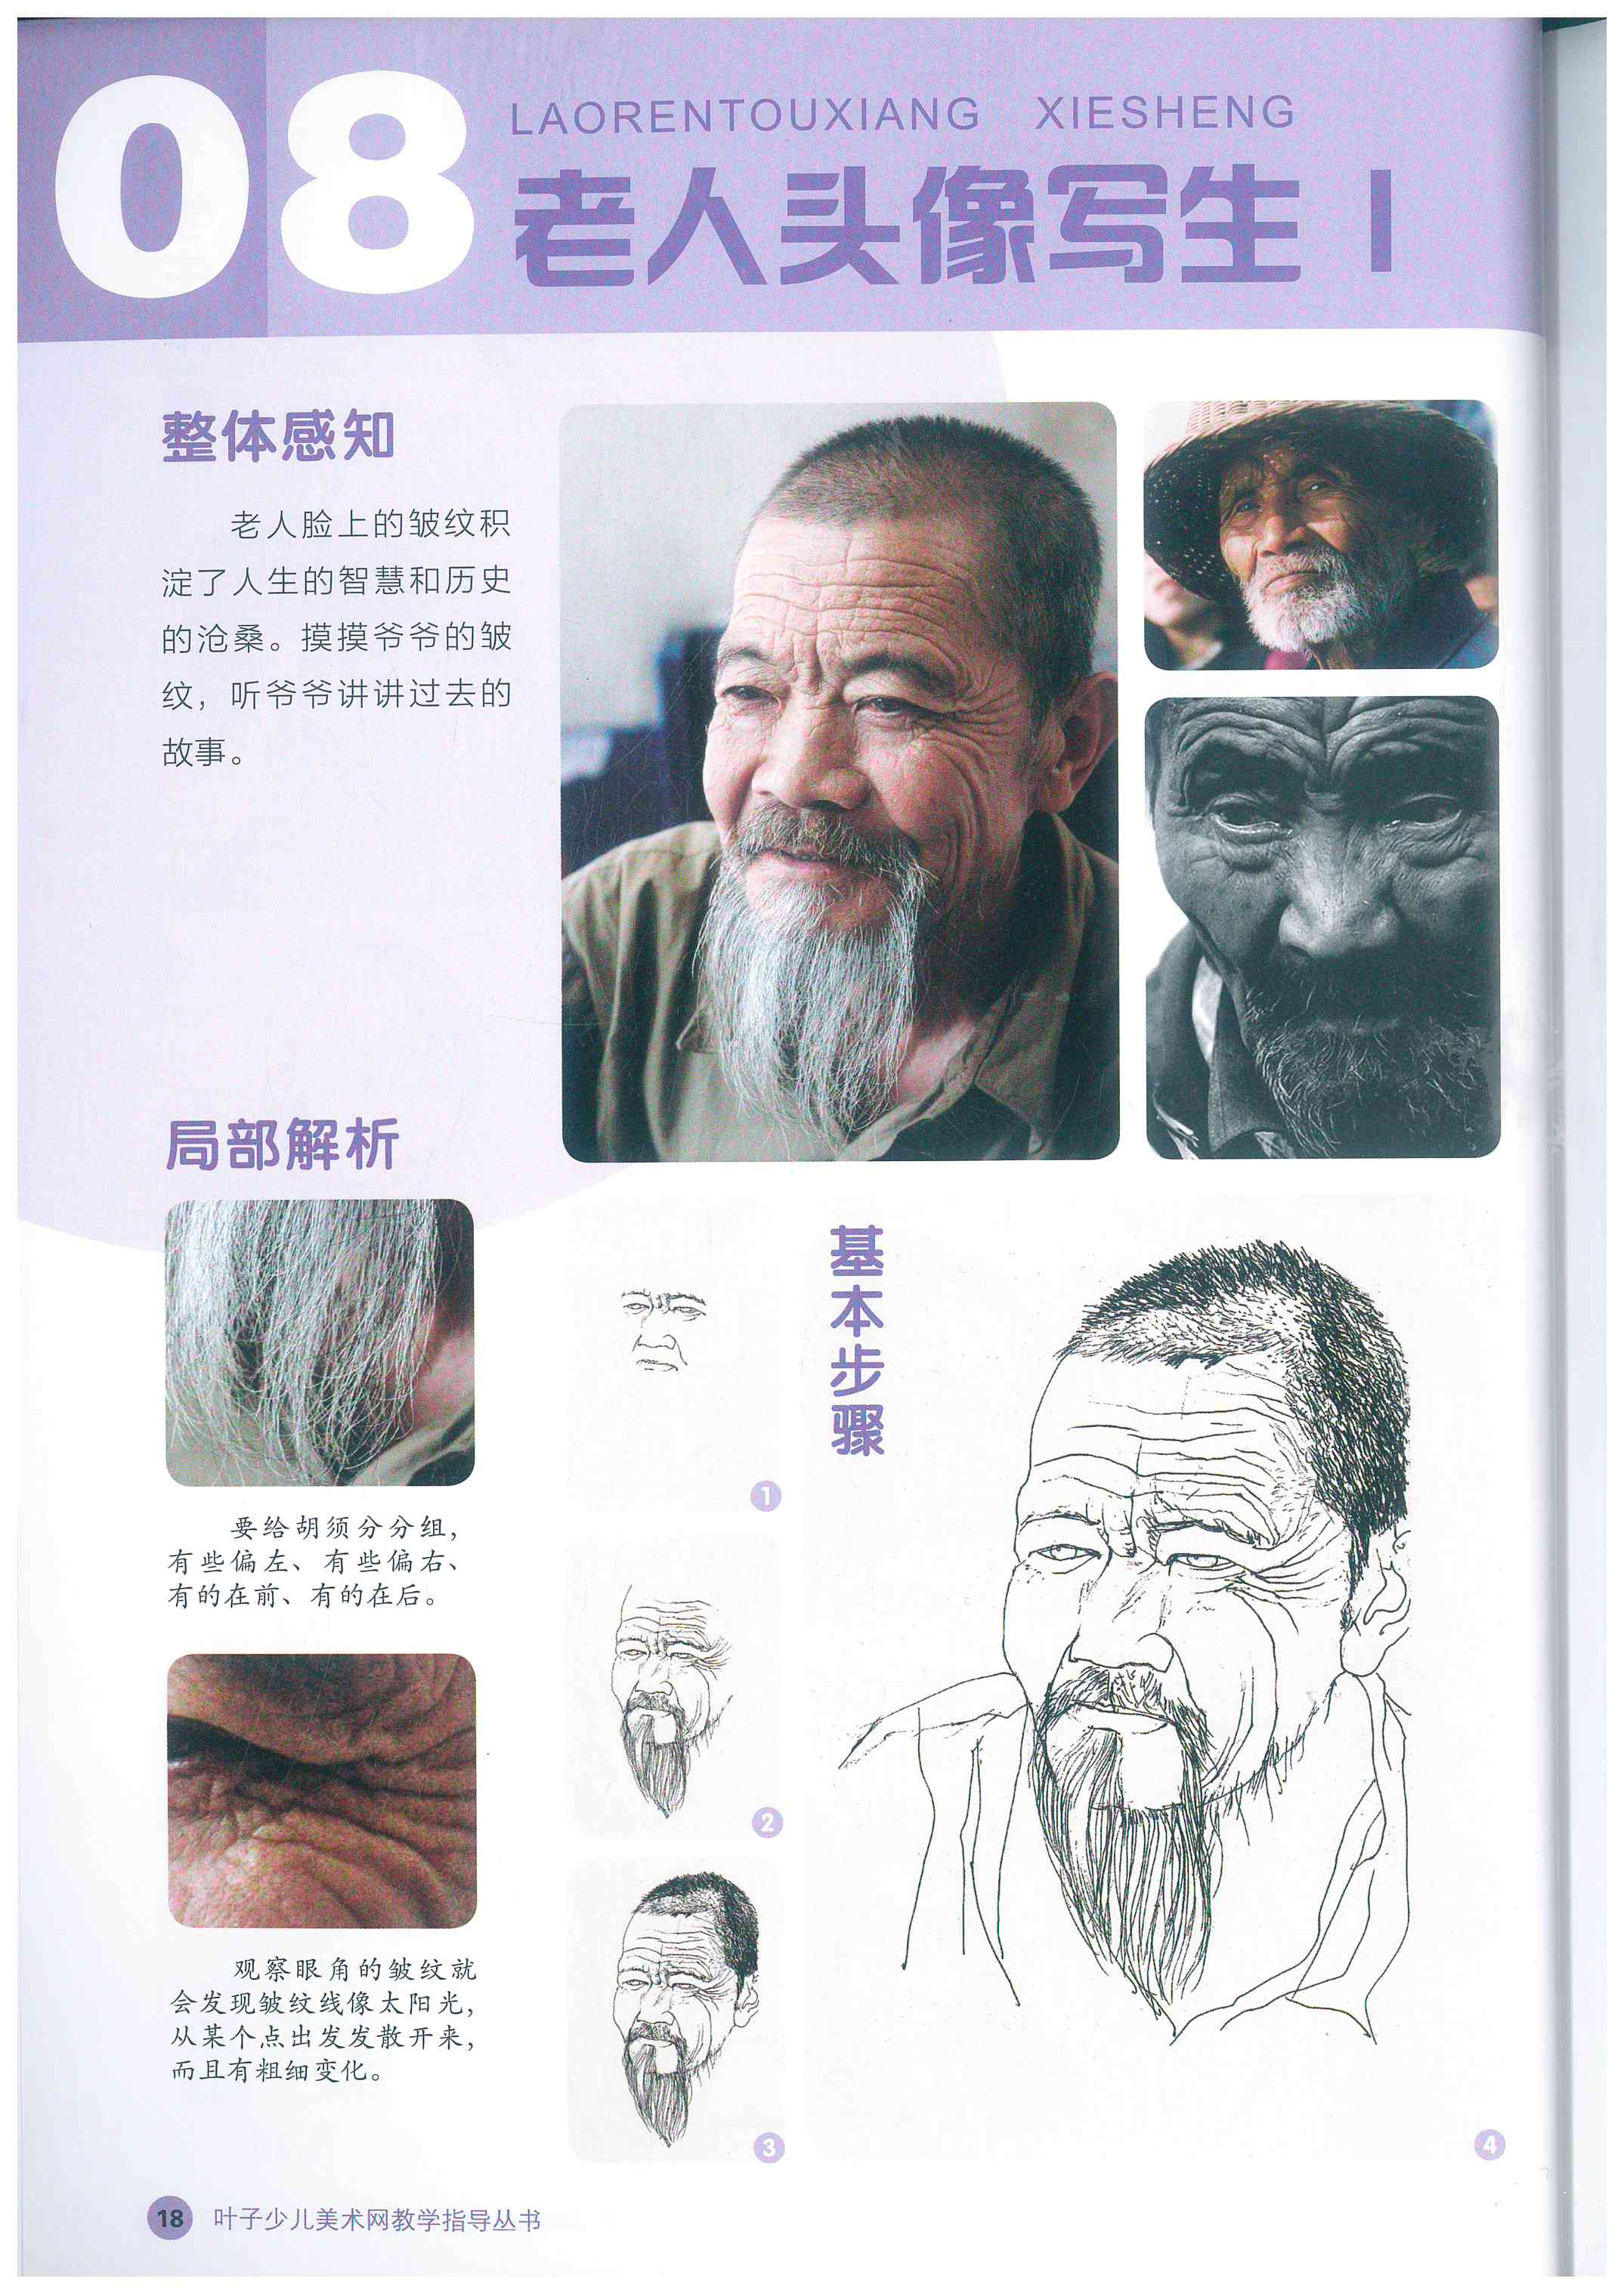 08
LAORENTOUXIANG XIESHENG
老人头像写生 I
整体感知
老人脸上的皱纹积
淀了人生的智慧和历史
的沧桑。摸摸爷爷的皱
纹，听爷爷讲讲过去的
故事。
局部解析
要给胡须分分组，
有些偏左、有些偏右、
有的在前、有的在后。
观察眼角的皱纹就
会发现皱纹线像太阳光，
从某个点出发发散开来，
而且有粗细变化。
基本步骤
1
2
3
4
18 叶子少儿美术网教学指导丛书